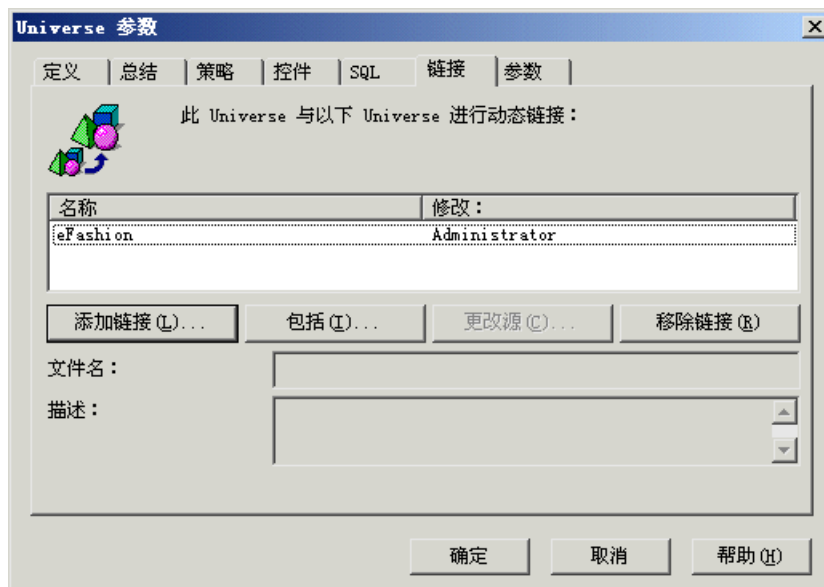 Universe 参数
定义 总结 策略 控件 SQL 链接 参数
此 Universe 与以下 Universe 进行动态链接：
名称 修改：
eFashion Administrator
添加链接(L)... 包括(I)... 更改源(C)... 移除链接(R)
文件名：
描述：
确定 取消 帮助(H)